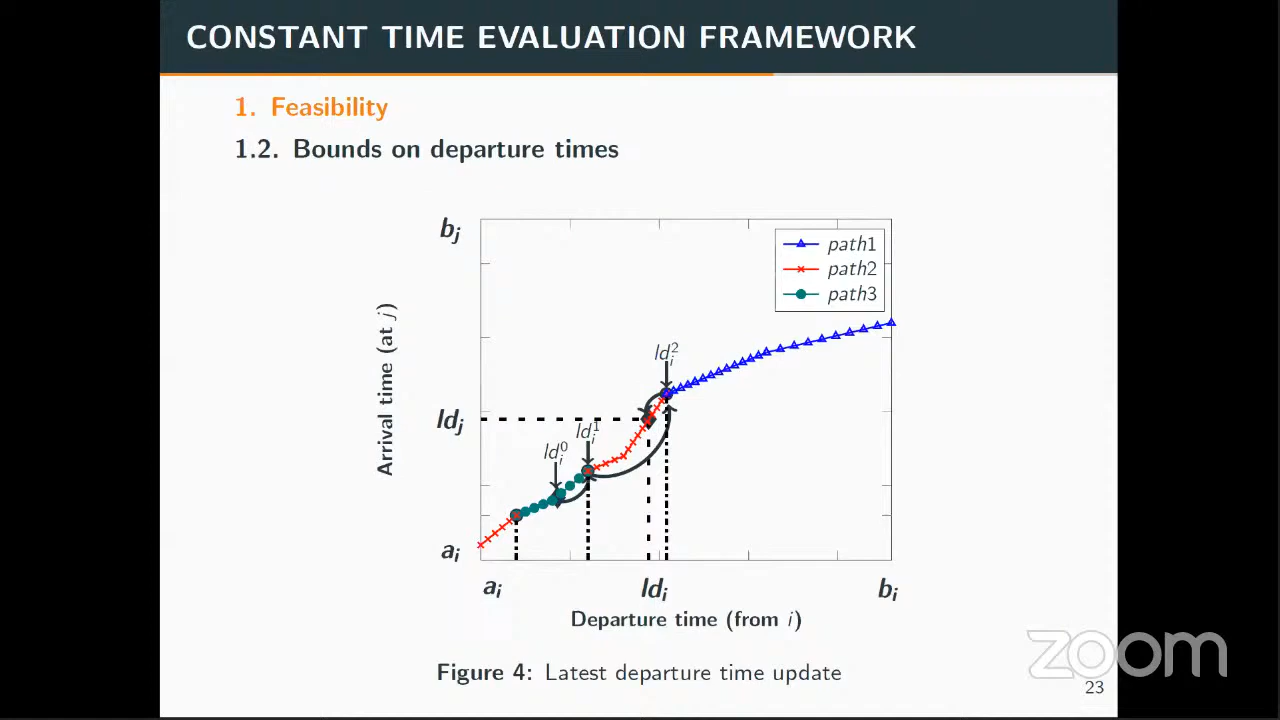 CONSTANT TIME EVALUATION FRAMEWORK
1. Feasibility
1.2. Bounds on departure times
b_j
path1
path2
path3
Arrival time (at j)
ld_i^2
ld_j
ld_i^1
ld_i^0
a_i
a_i
ld_i
b_i
Departure time (from i)
Figure 4: Latest departure time update
zoom
23